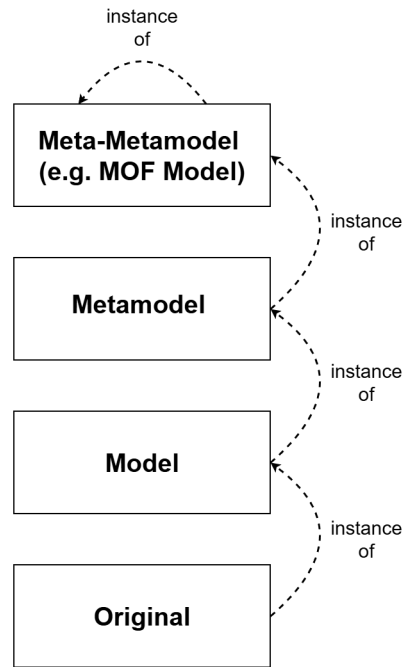 instance
of
Meta-Metamodel
(e.g. MOF Model)
instance
of
Metamodel
instance
of
Model
instance
of
Original